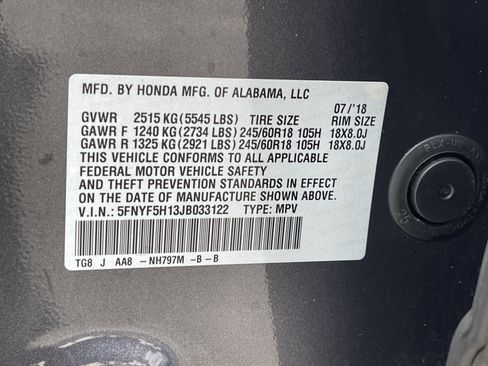 MFD. BY HONDA MFG. OF ALABAMA, LLC
07/'18
GVWR 2515 KG(5545 LBS) TIRE SIZE RIM SIZE
GAWR F 1240 KG(2734 LBS) 245/60R18 105H 18X8.0J
GAWR R 1325 KG(2921 LBS) 245/60R18 105H 18X8.0J
THIS VEHICLE CONFORMS TO ALL APPLICABLE
FEDERAL MOTOR VEHICLE SAFETY
AND THEFT PREVENTION STANDARDS IN EFFECT
ON THE DATE OF MANUFACTURE SHOWN ABOVE.
V.I.N.: 5FNYF5H13JB033122 TYPE: MPV
TG8 J AA8 -NH797M -B -B
25